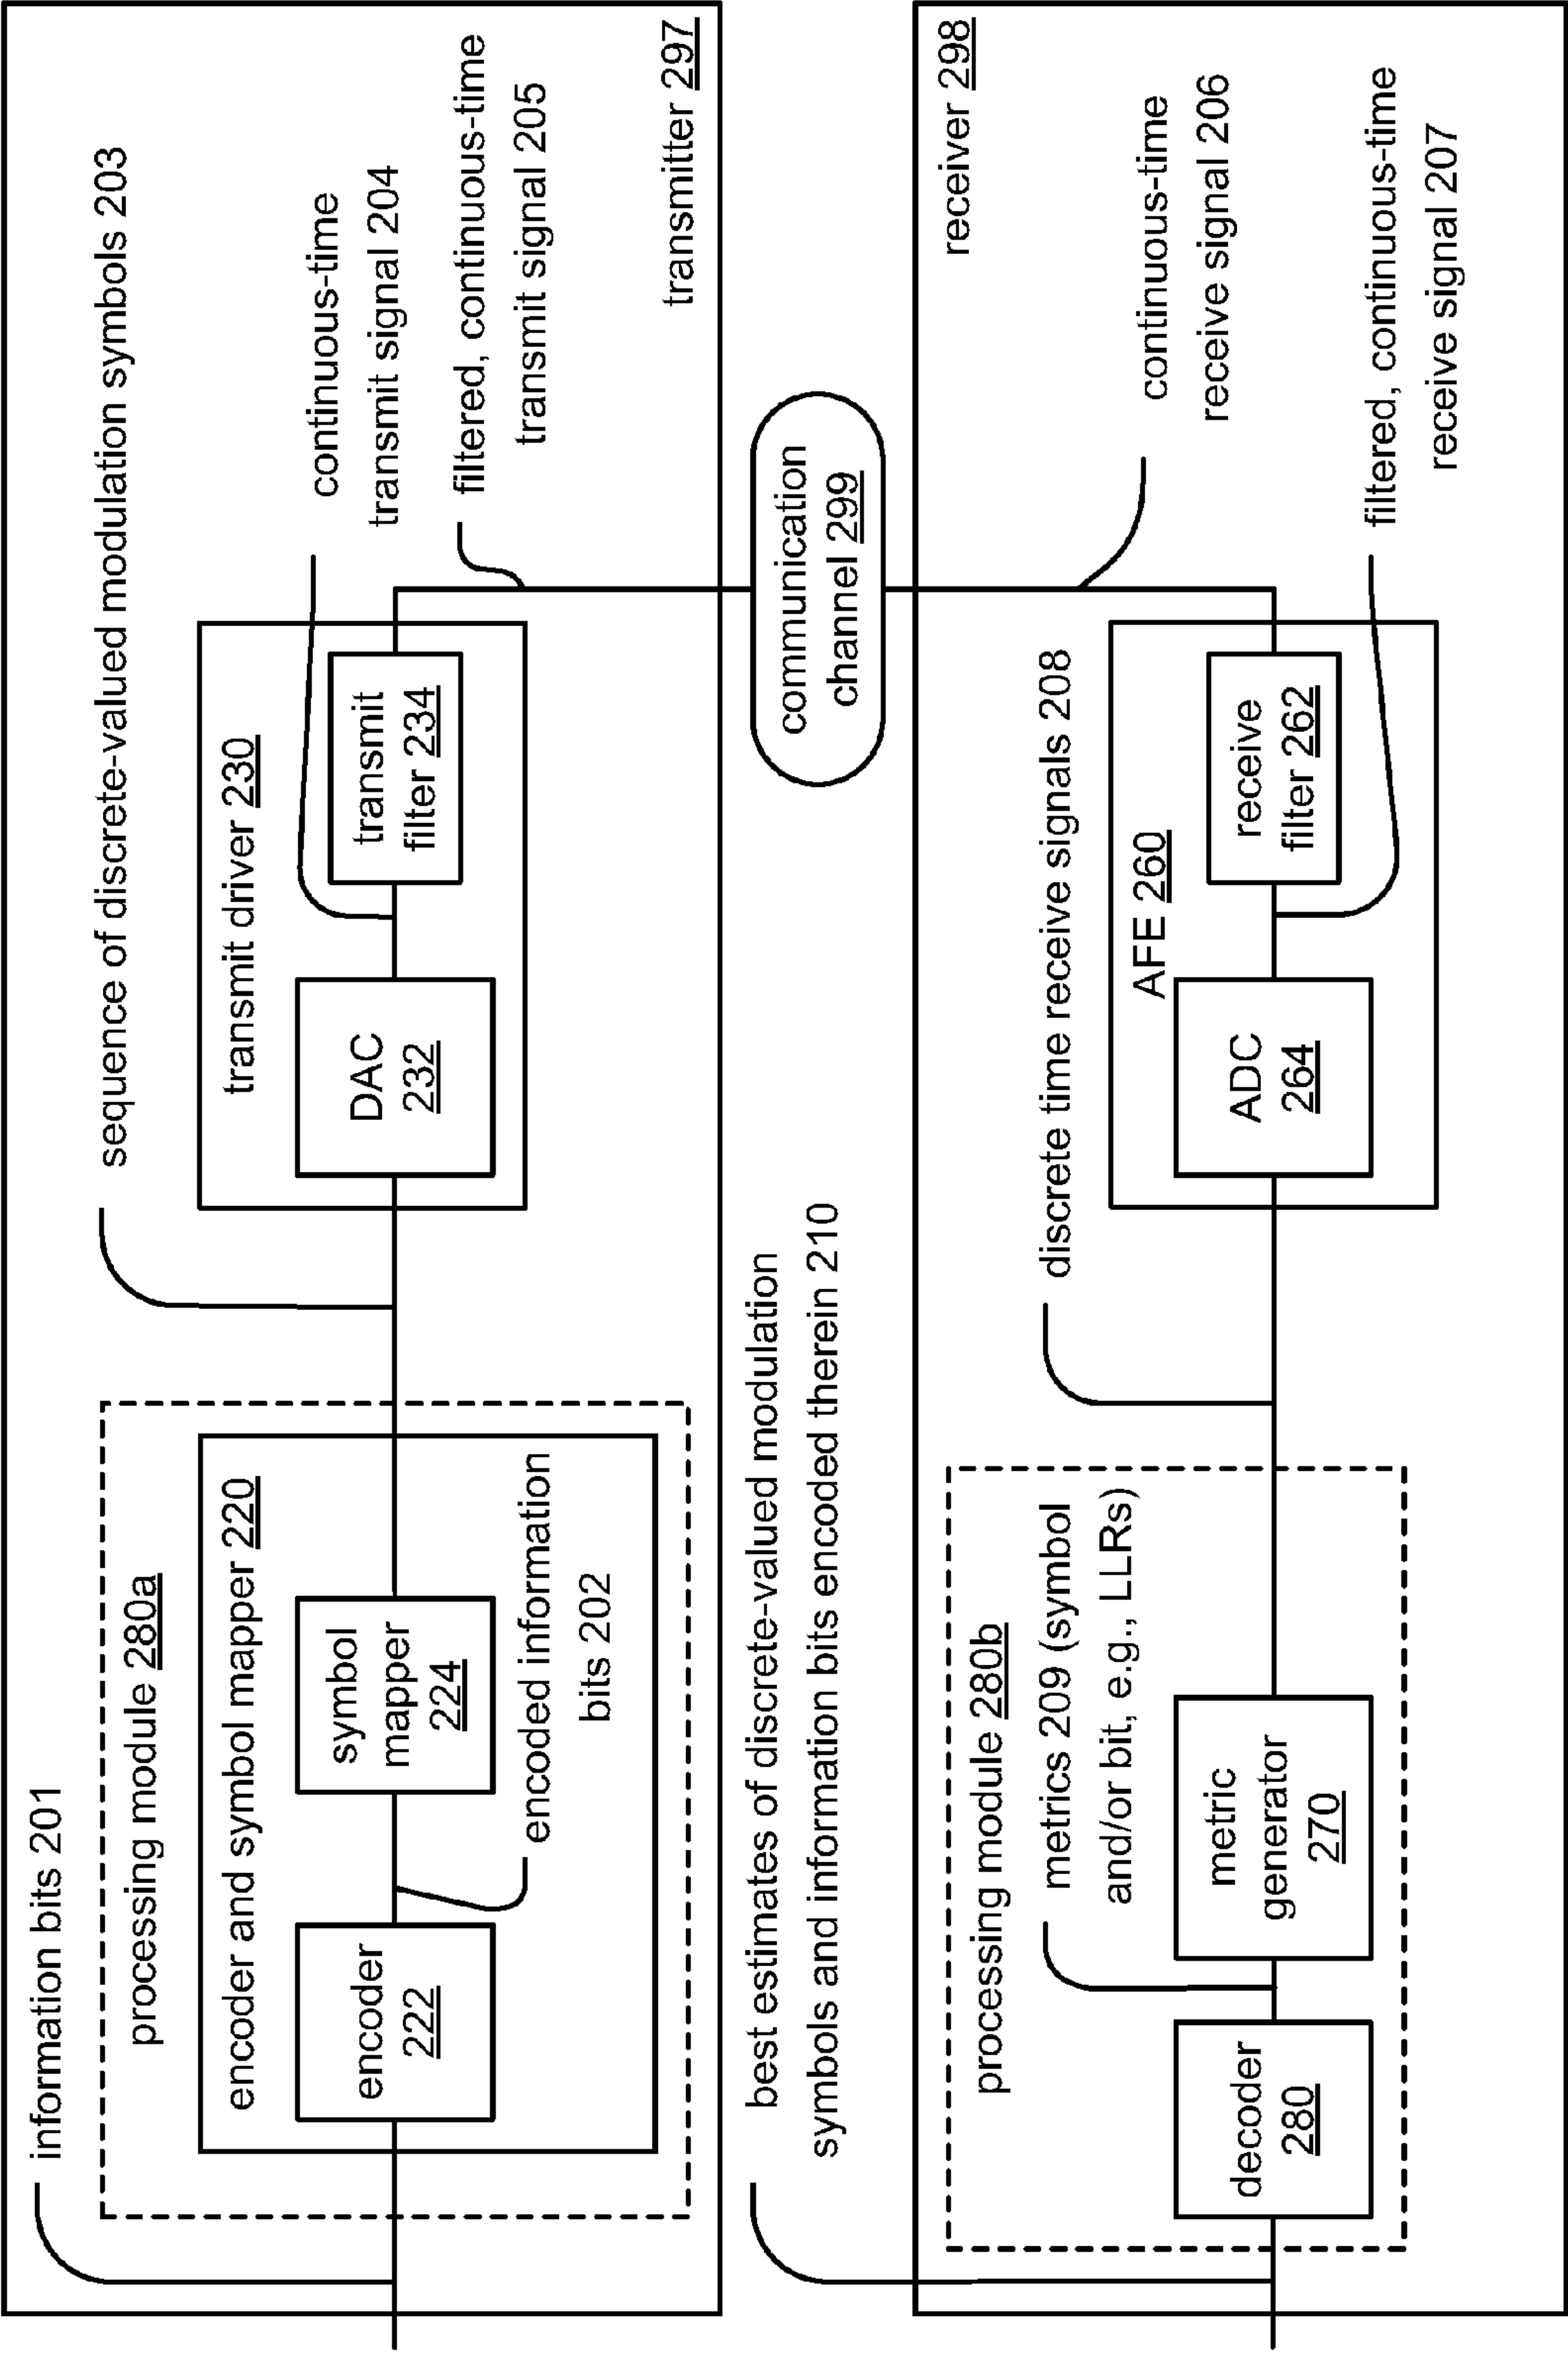 information bits 201
processing module 280a
encoder and symbol mapper 220
encoder
222
symbol
mapper
224
encoded information
bits 202
sequence of discrete-valued modulation symbols 203
transmit driver 230
DAC
232
transmit
filter 234
continuous-time
transmit signal 204
filtered, continuous-time
transmit signal 205
transmitter 297
communication
channel 299
best estimates of discrete-valued modulation
symbols and information bits encoded therein 210
receiver 298
processing module 280b
metrics 209 (symbol
and/or bit, e.g., LLRs)
decoder
280
metric
generator
270
discrete time receive signals 208
AFE 260
ADC
264
receive
filter 262
continuous-time
receive signal 206
filtered, continuous-time
receive signal 207